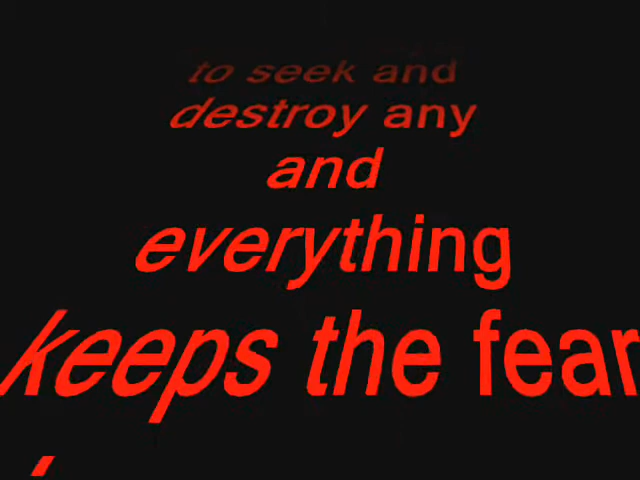 to seek and
destroy any
and
everything
keeps the fear